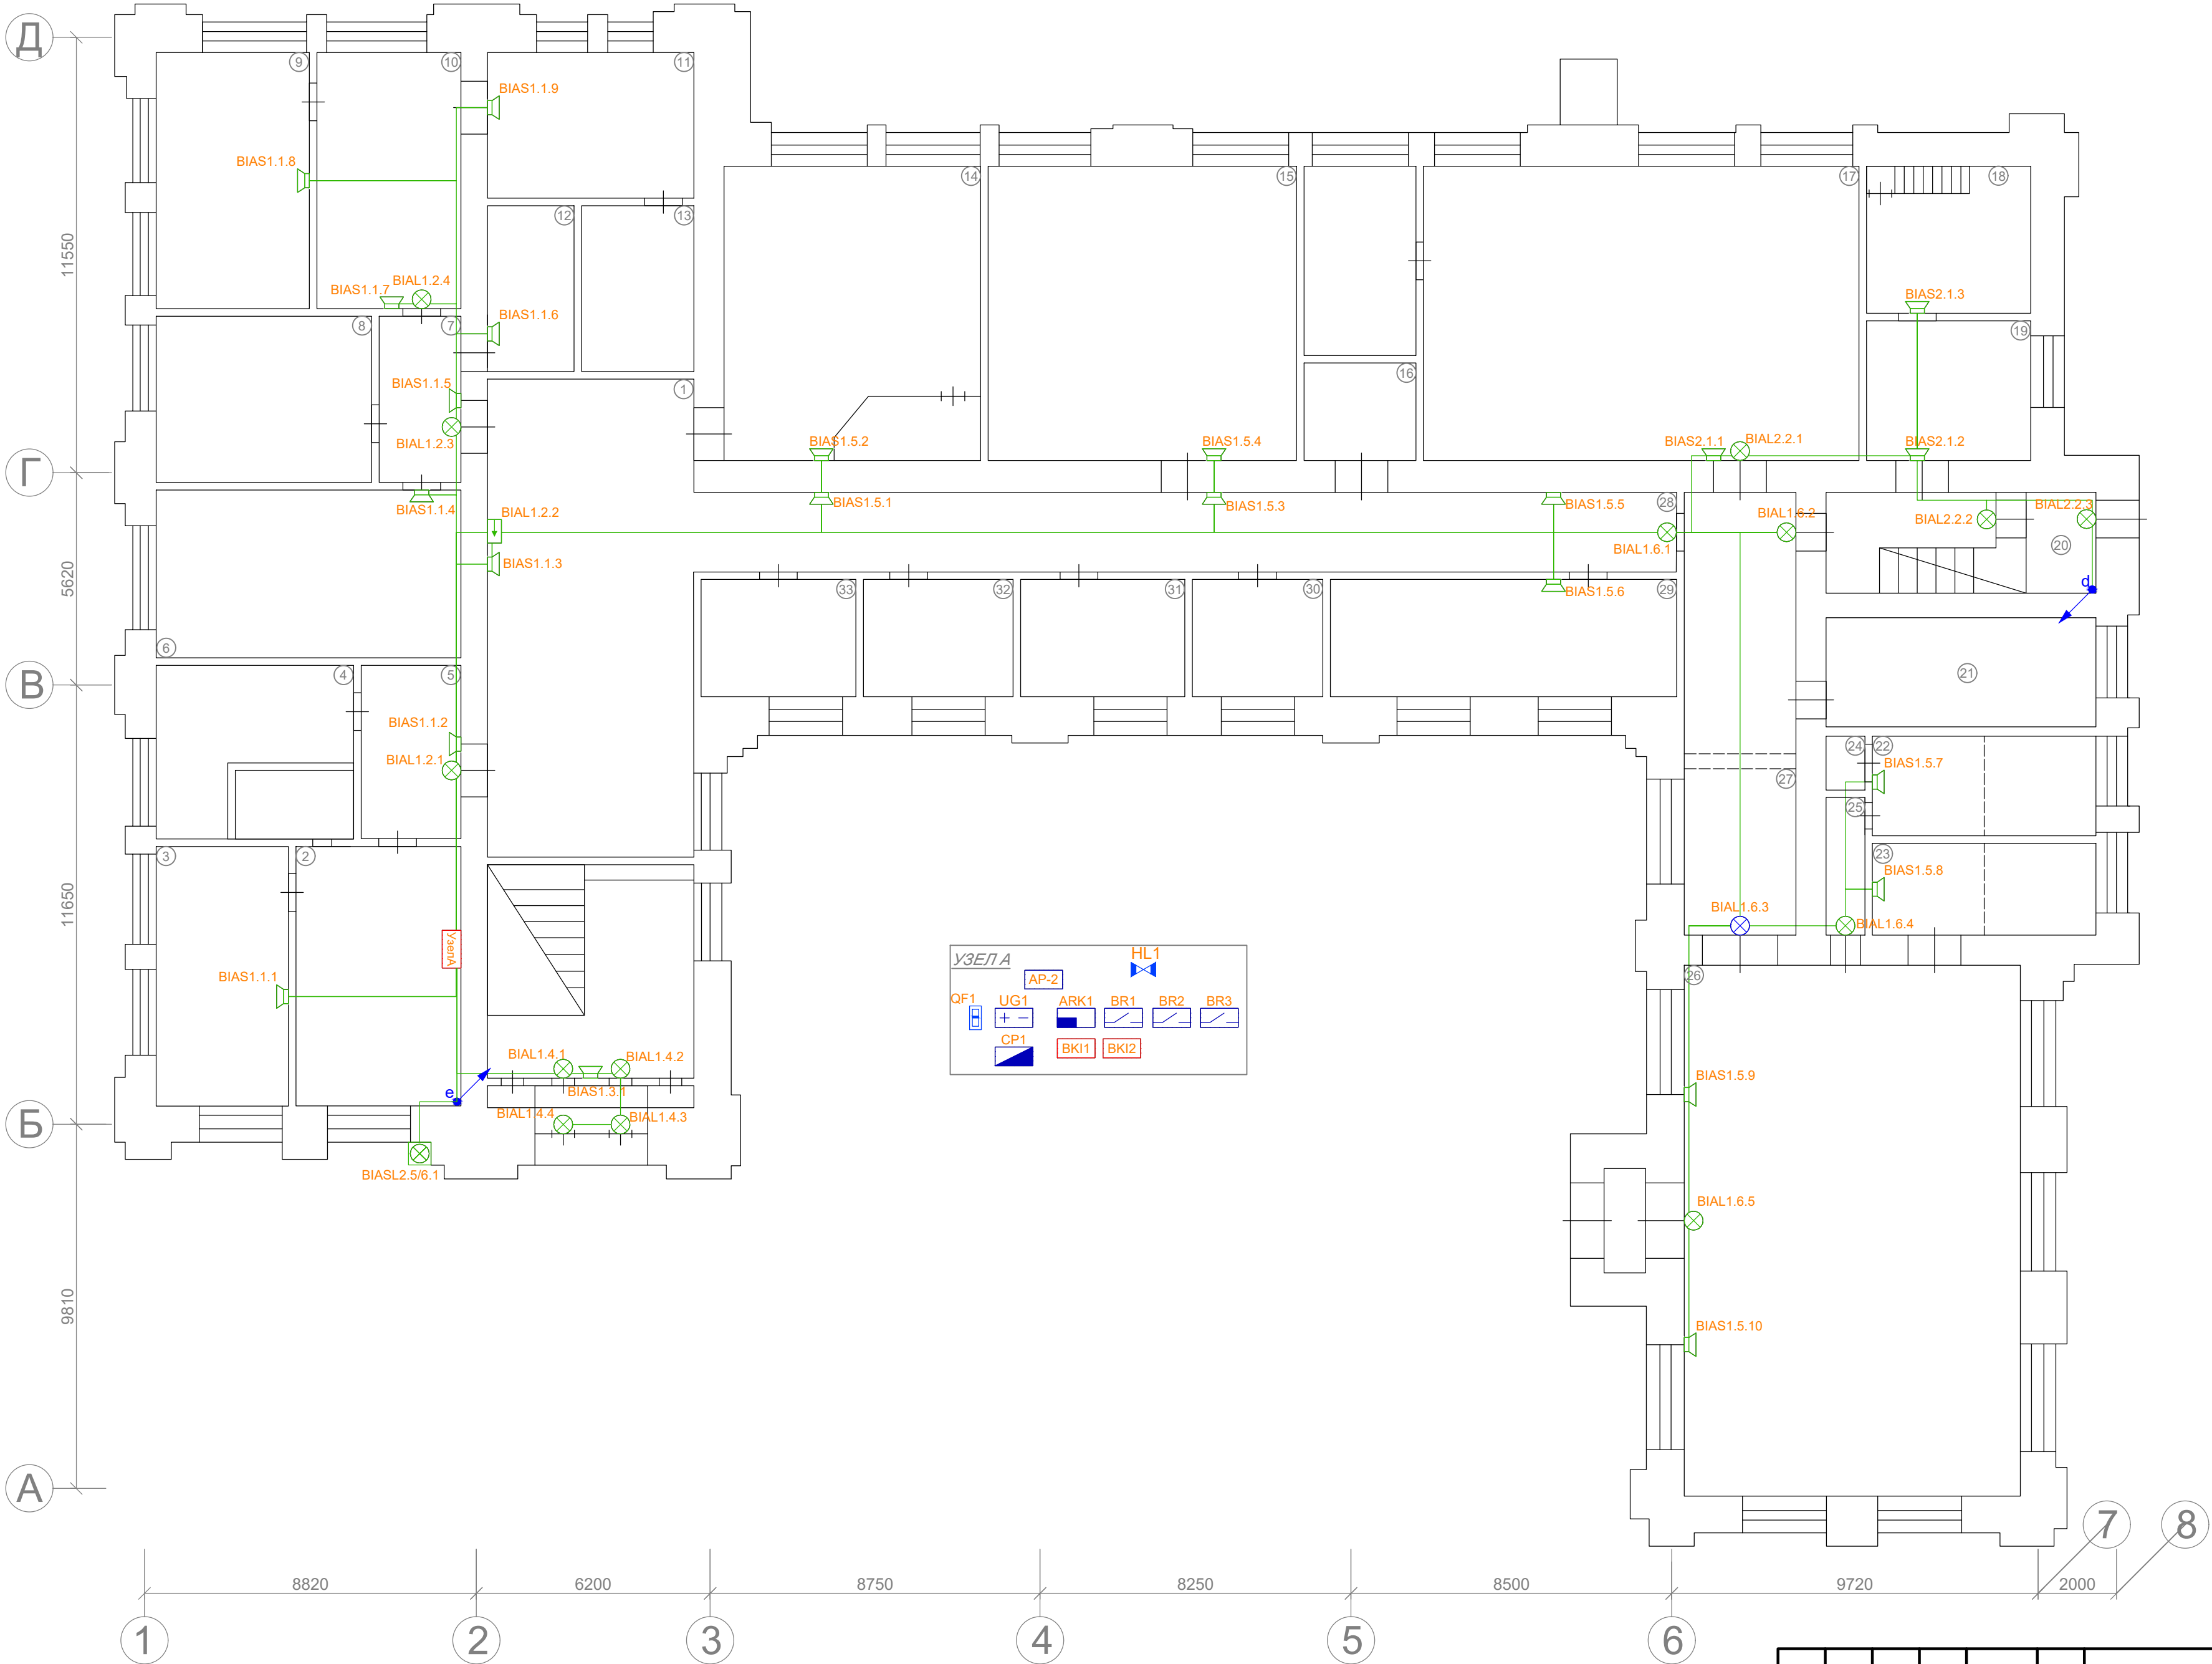 Д
9
10
11
BIAS1.1.9
BIAS1.1.8
14
15
17
18
12
13
11550
BIAL1.2.4
BIAS1.1.7
BIAS2.1.3
8
7
BIAS1.1.6
19
BIAS1.1.5
1
16
BIAL1.2.3
BIAS1.5.2
BIAS1.5.4
BIAS2.1.1
BIAL2.2.1
BIAS2.1.2
Г
BIAS1.1.4
BIAL1.2.2
BIAS1.5.1
BIAS1.5.3
BIAS1.5.5
28
BIAL1.6.2
BIAL2.2.2
BIAL2.2.3
BIAL1.6.1
20
BIAS1.1.3
5620
d
33
32
31
30
BIAS1.5.6
29
6
21
В
4
5
BIAS1.1.2
BIAL1.2.1
24
22
BIAS1.5.7
27
25
3
2
23
BIAS1.5.8
11650
BIAL1.6.3
BIAL1.6.4
УзелА
BIAS1.1.1
УЗЕЛ А
HL1
AP-2
QF1
UG1
ARK1
BR1
BR2
BR3
+ −
CP1
BKI1
BKI2
26
BIAL1.4.1
BIAL1.4.2
BIAS1.3.1
e
BIAL1.4.4
BIAL1.4.3
BIAS1.5.9
Б
BIASL2.5/6.1
BIAL1.6.5
9810
BIAS1.5.10
А
7
8
8820
6200
8750
8250
8500
9720
2000
1
2
3
4
5
6